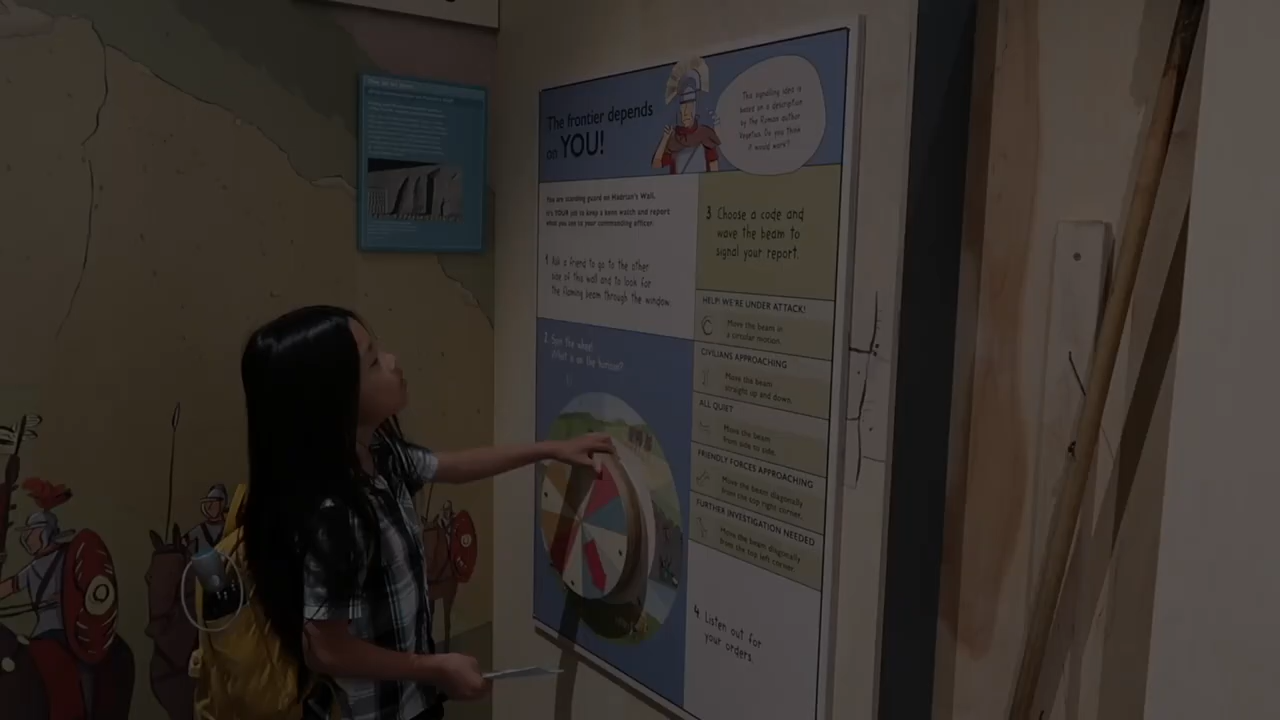 The frontier depends
on YOU!
This signalling idea is
based on a description
by the Roman author
Vegetius. Do you think
it would work?
You are standing guard on Hadrian's Wall.
It's YOUR job to keep a keen watch and report
what you see to your commanding officer.
1 Ask a friend to go to the other
side of this wall and to look for
the flaming beam through the window.
2. Spin the wheel.
What is on the horizon?
3 Choose a code and
wave the beam to
signal your report.
HELP! WE'RE UNDER ATTACK!
Move the beam in
a circular motion.
CIVILIANS APPROACHING
Move the beam
straight up and down.
ALL QUIET
Move the beam
from side to side.
FRIENDLY FORCES APPROACHING
Move the beam diagonally
from the top right corner.
FURTHER INVESTIGATION NEEDED
Move the beam diagonally
from the top left corner.
4. Listen out for
your orders.